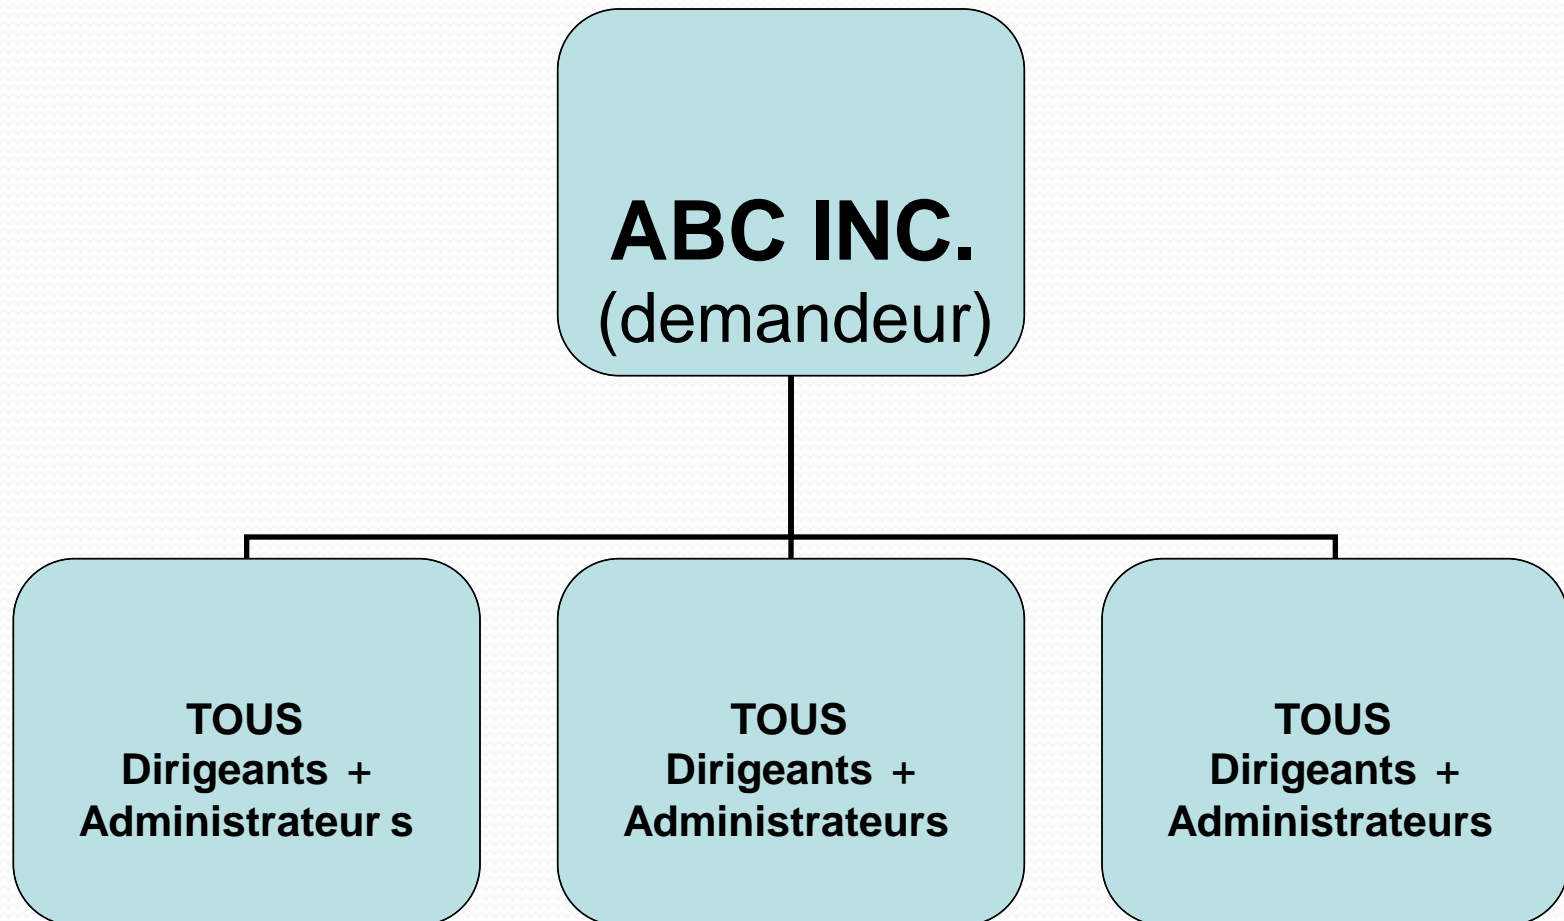 ABC INC.
(demandeur)
TOUS
Dirigeants +
Administrateur s
TOUS
Dirigeants +
Administrateurs
TOUS
Dirigeants +
Administrateurs